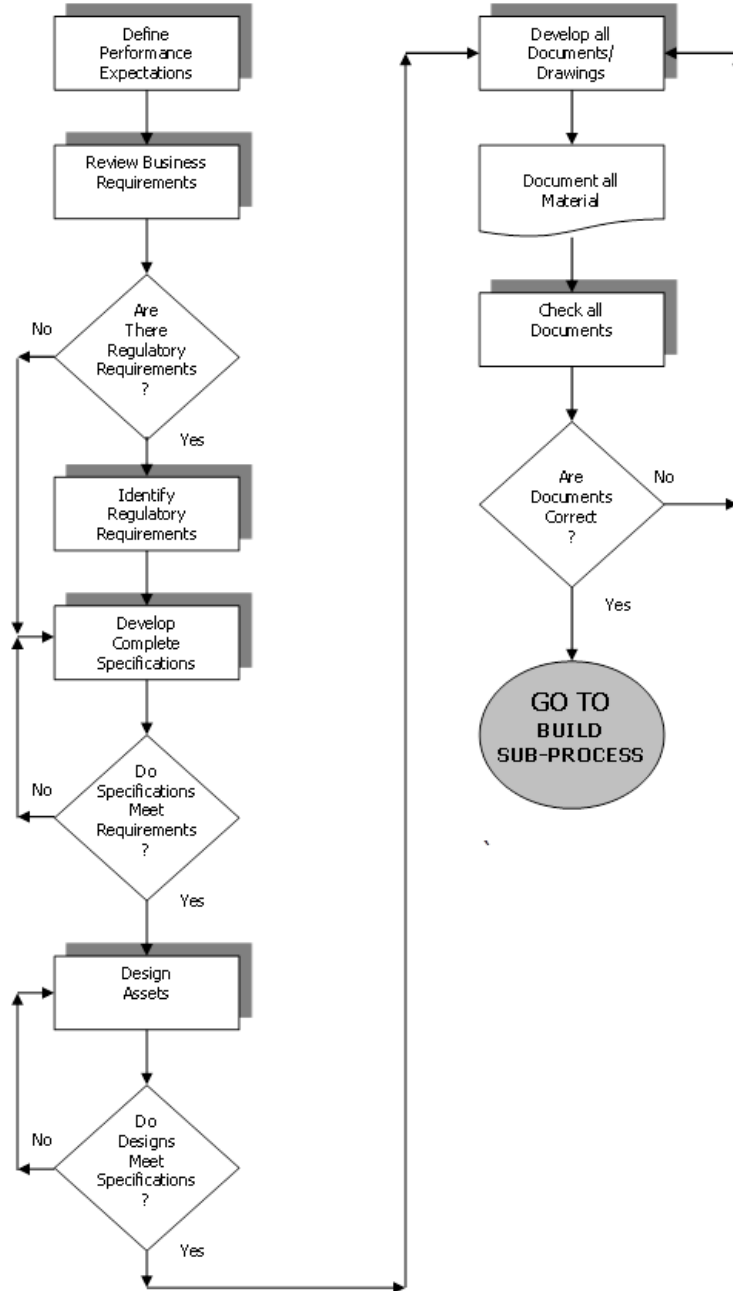 Define
Performance
Expectations
Review Business
Requirements
Are
There
Regulatory
Requirements
?
No
Yes
Identify
Regulatory
Requirements
Develop
Complete
Specifications
Do
Specifications
Meet
Requirements
?
No
Yes
Design
Assets
Do
Designs
Meet
Specifications
?
No
Yes
Develop all
Documents/
Drawings
Document all
Material
Check all
Documents
Are
Documents
Correct
?
No
Yes
GO TO
BUILD
SUB-PROCESS
`